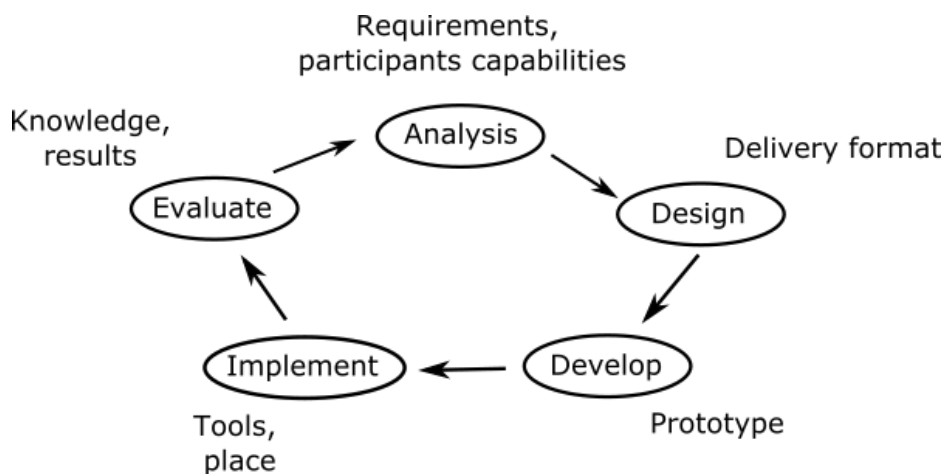 Requirements,
participants capabilities
Analysis
Knowledge,
results
Delivery format
Evaluate
Design
Implement
Develop
Tools,
place
Prototype